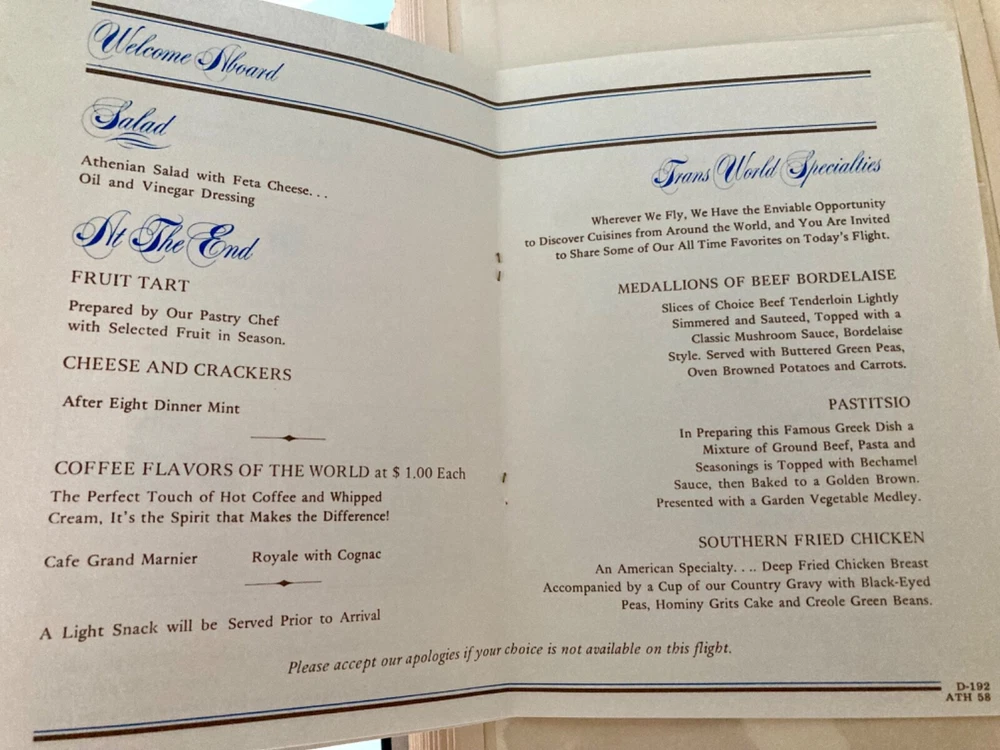 Welcome Aboard
Salad
Athenian Salad with Feta Cheese. . .
Oil and Vinegar Dressing
At The End
FRUIT TART
Prepared by Our Pastry Chef
with Selected Fruit in Season.
CHEESE AND CRACKERS
After Eight Dinner Mint
COFFEE FLAVORS OF THE WORLD at $ 1.00 Each
The Perfect Touch of Hot Coffee and Whipped
Cream, It's the Spirit that Makes the Difference!
Cafe Grand Marnier Royale with Cognac
A Light Snack will be Served Prior to Arrival
Trans World Specialties
Wherever We Fly, We Have the Enviable Opportunity
to Discover Cuisines from Around the World, and You Are Invited
to Share Some of Our All Time Favorites on Today's Flight.
MEDALLIONS OF BEEF BORDELAISE
Slices of Choice Beef Tenderloin Lightly
Simmered and Sauteed, Topped with a
Classic Mushroom Sauce, Bordelaise
Style. Served with Buttered Green Peas,
Oven Browned Potatoes and Carrots.
PASTITSIO
In Preparing this Famous Greek Dish a
Mixture of Ground Beef, Pasta and
Seasonings is Topped with Bechamel
Sauce, then Baked to a Golden Brown.
Presented with a Garden Vegetable Medley.
SOUTHERN FRIED CHICKEN
An American Specialty. . .. Deep Fried Chicken Breast
Accompanied by a Cup of our Country Gravy with Black-Eyed
Peas, Hominy Grits Cake and Creole Green Beans.
Please accept our apologies if your choice is not available on this flight.
D-192
ATH 58